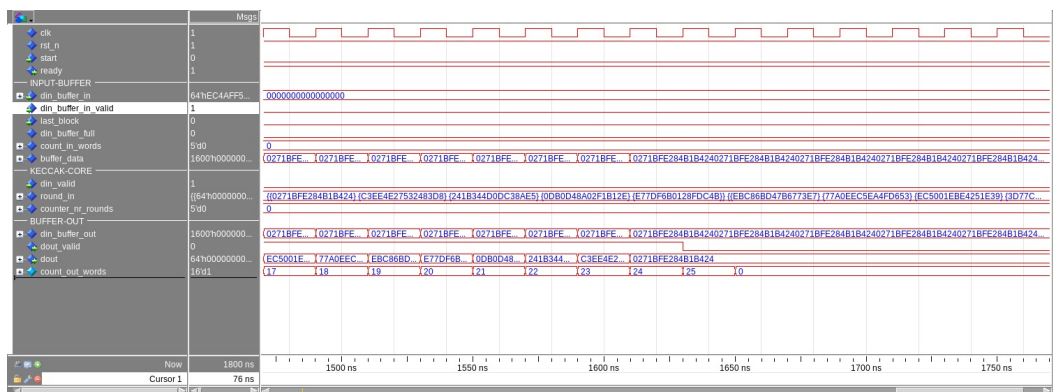 Msgs
clk 1
rst_n 1
start 0
ready 1
INPUT-BUFFER
din_buffer_in 64'hEC4AFF5... 0000000000000000
din_buffer_in_valid 1
last_block 0
din_buffer_full 0
count_in_words 5'd0 0
buffer_data 1600'h000000... 0271BFE... 0271BFE... 0271BFE... 0271BFE... 0271BFE... 0271BFE... 0271BFE... 0271BFE284B1B4240271BFE284B1B4240271BFE284B1B4240271BFE284B1B4240271BFE284B1B424...
KECCAK-CORE
din_valid 1
round_in {{64'h0000000... {{0271BFE284B1B424} {C3EE4E27532483D8} {241B344D0DC38AE5} {0DB0D48A02F1B12E} {E77DF6B0128FDC4B}} {{EBC86BD47B6773E7} {77A0EEC5EA4FD653} {EC5001EBE4251E39} {3D77C...
counter_nr_rounds 5'd0 0
BUFFER-OUT
din_buffer_out 1600'h000000... 0271BFE... 0271BFE... 0271BFE... 0271BFE... 0271BFE... 0271BFE... 0271BFE... 0271BFE284B1B4240271BFE284B1B4240271BFE284B1B4240271BFE284B1B4240271BFE284B1B424...
dout_valid 0
dout 64'h00000000... EC5001E... 77A0EEC... EBC86BD... E77DF6B... 0DB0D48... 241B344... C3EE4E2... 0271BFE284B1B424
count_out_words 16'd1 17 18 19 20 21 22 23 24 25 0
Now 1800 ns 1500 ns 1550 ns 1600 ns 1650 ns 1700 ns 1750 ns
Cursor 1 76 ns